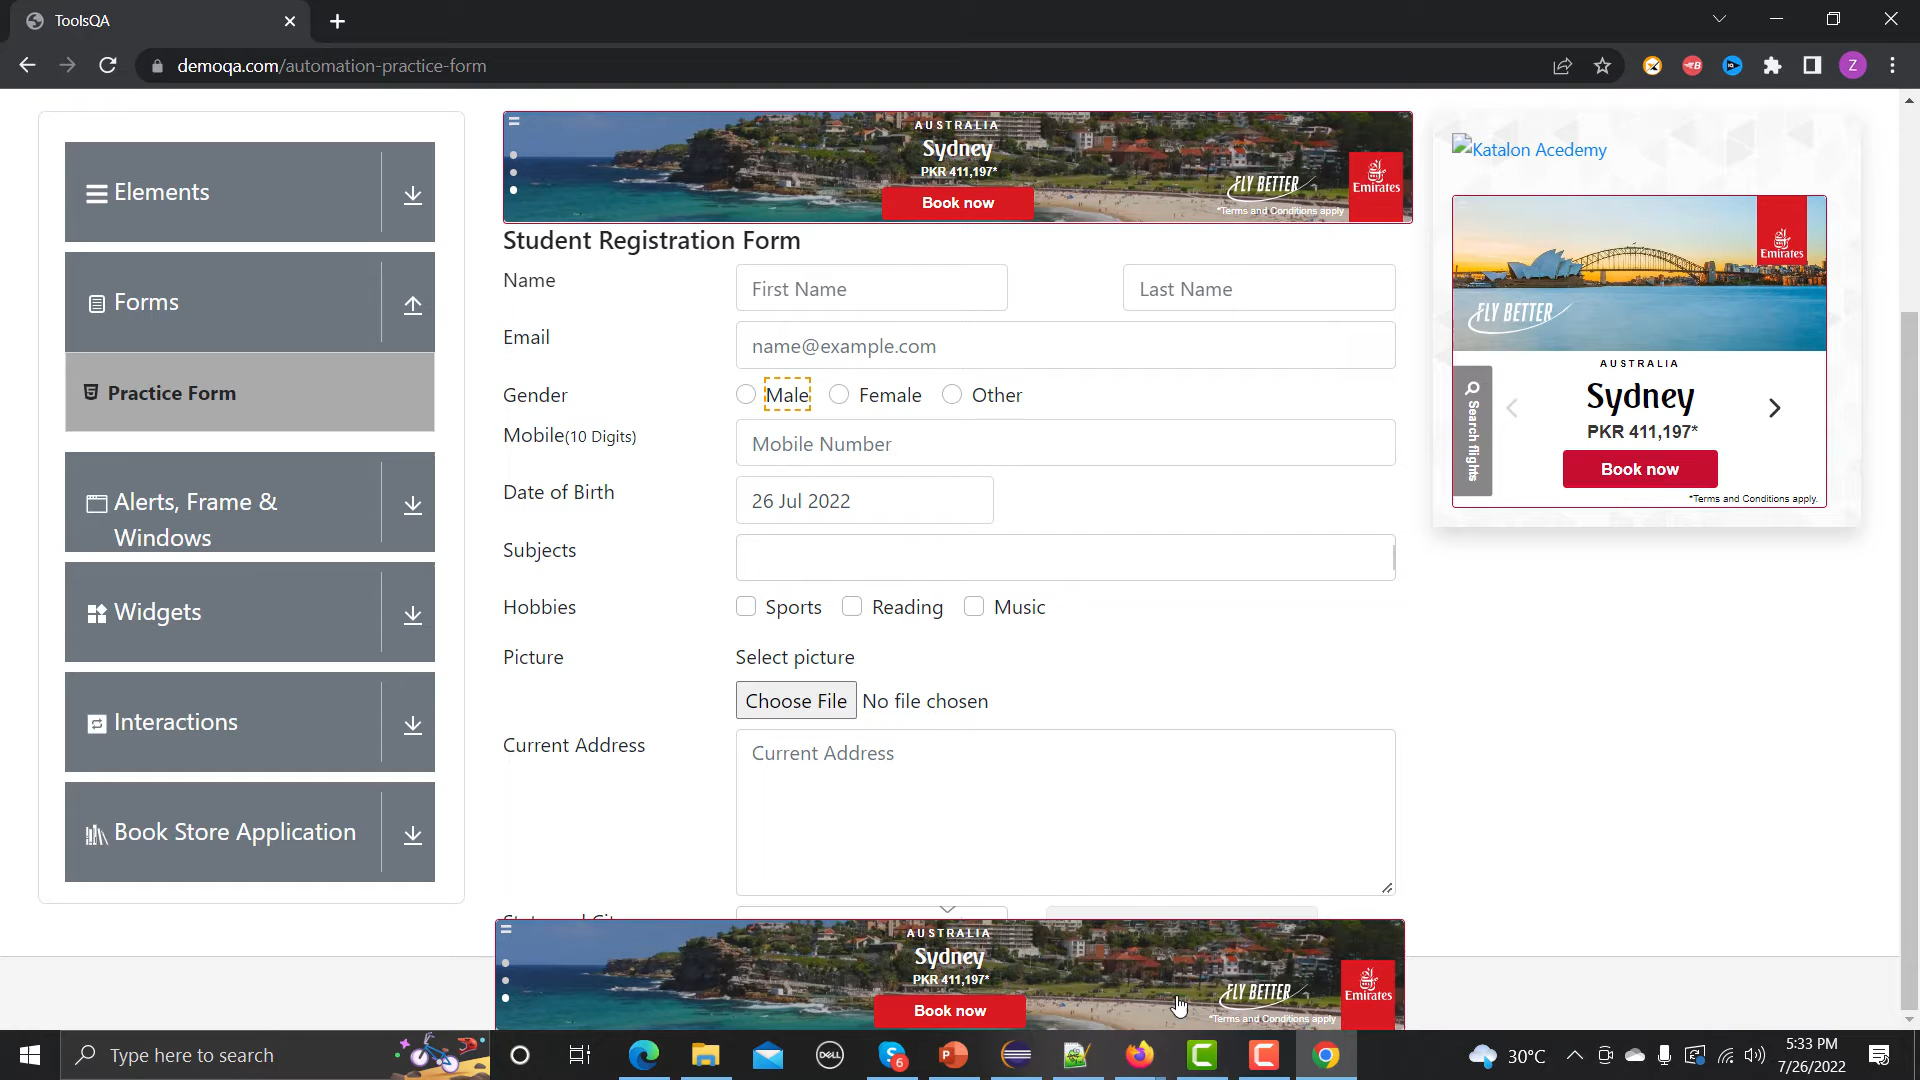 ToolsQA
demoqa.com/automation-practice-form
Z
Elements
Forms
Practice Form
Alerts, Frame &
Windows
Widgets
Interactions
Book Store Application
AUSTRALIA
Sydney
PKR 411,197*
Book now
FLY BETTER
*Terms and Conditions apply
Emirates
Student Registration Form
Name
First Name
Last Name
Email
name@example.com
Gender
Male
Female
Other
Mobile(10 Digits)
Mobile Number
Date of Birth
26 Jul 2022
Subjects
Hobbies
Sports
Reading
Music
Picture
Select picture
Choose File
No file chosen
Current Address
Current Address
State and City
AUSTRALIA
Sydney
PKR 411,197*
Book now
FLY BETTER
*Terms and Conditions apply
Emirates
Katalon Acedemy
Emirates
FLY BETTER
Search flights
AUSTRALIA
Sydney
PKR 411,197*
Book now
*Terms and Conditions apply.
Type here to search
DELL
6
30°C
5:33 PM
7/26/2022